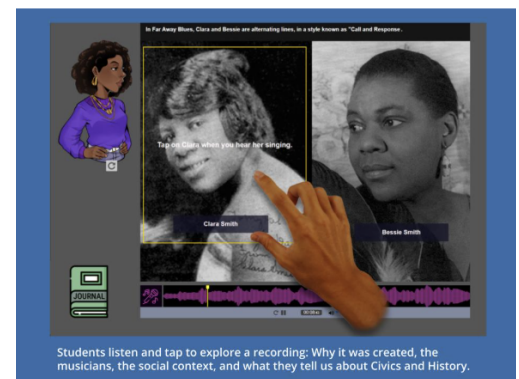 In Far Away Blues, Clara and Bessie are alternating lines, in a style known as "Call and Response.
Tap on Clara when you hear her singing.
Clara Smith
Bessie Smith
JOURNAL
Students listen and tap to explore a recording: Why it was created, the
musicians, the social context, and what they tell us about Civics and History.